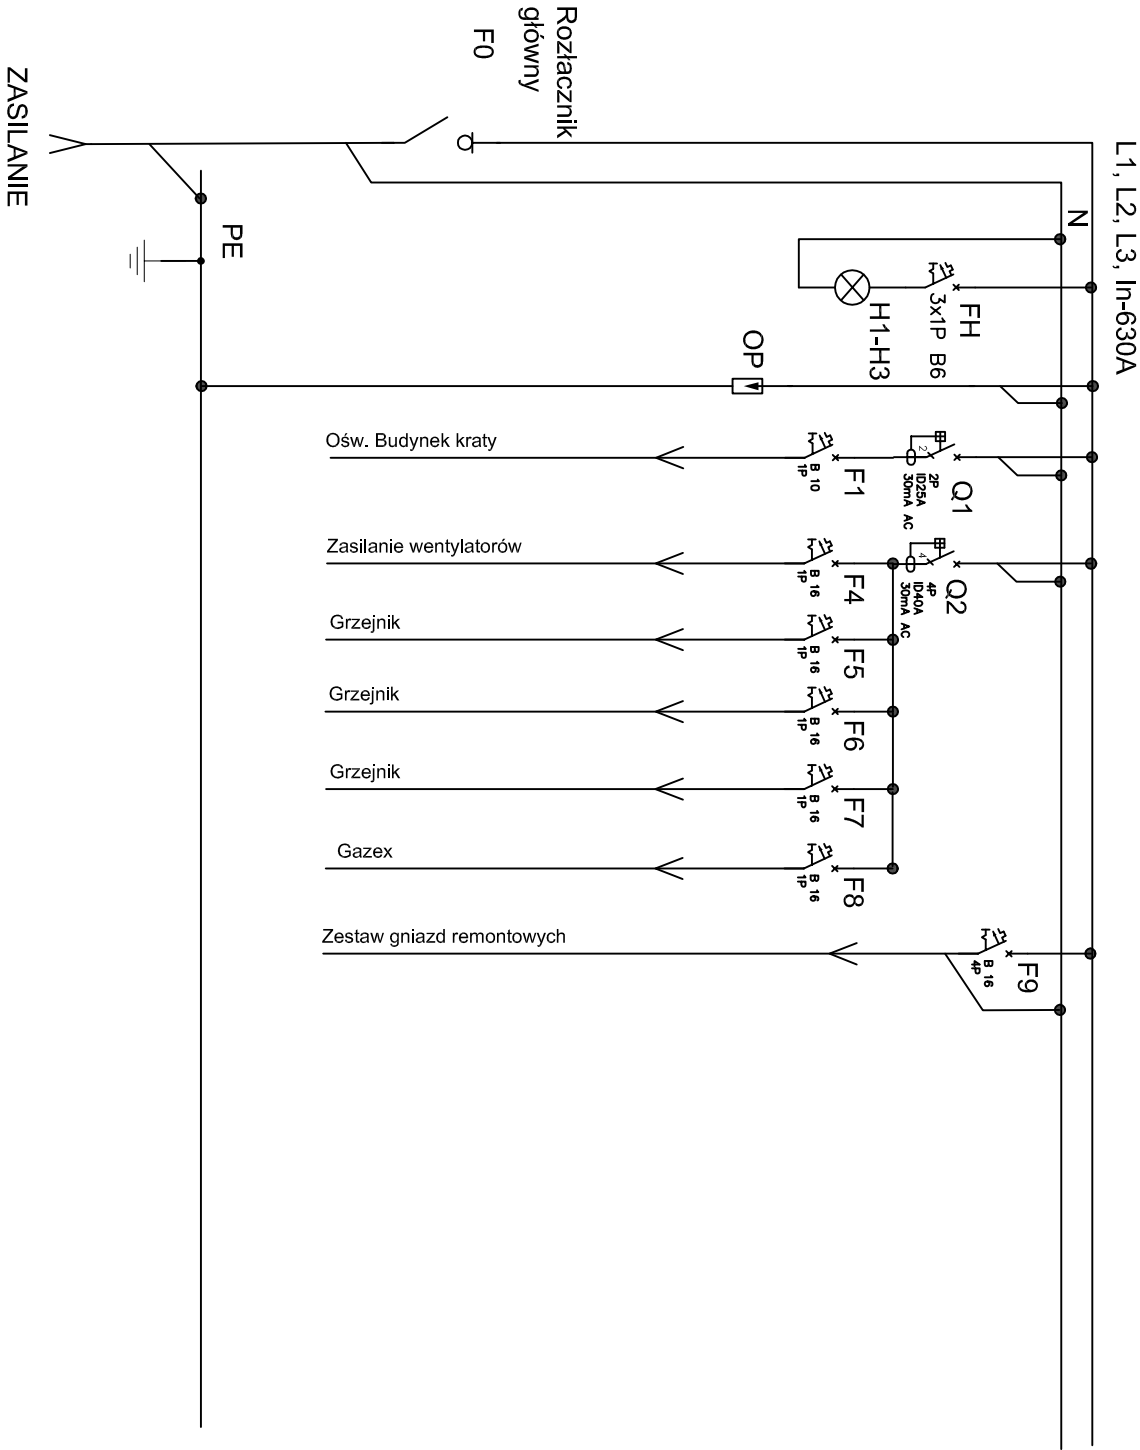 ZASILANIE
Rozłacznik
główny
F0
PE
L1, L2, L3, In-630A
N
FH
3x1P B6
H1-H3
OP
Ośw. Budynek kraty
F1
B 10
1P
Q1
2
2P
ID25A
30mA AC
Zasilanie wentylatorów
F4
B 16
1P
Q2
4
4P
ID40A
30mA AC
Grzejnik
F5
B 16
1P
Grzejnik
F6
B 16
1P
Grzejnik
F7
B 16
1P
Gazex
F8
B 16
1P
Zestaw gniazd remontowych
F9
B 16
4P